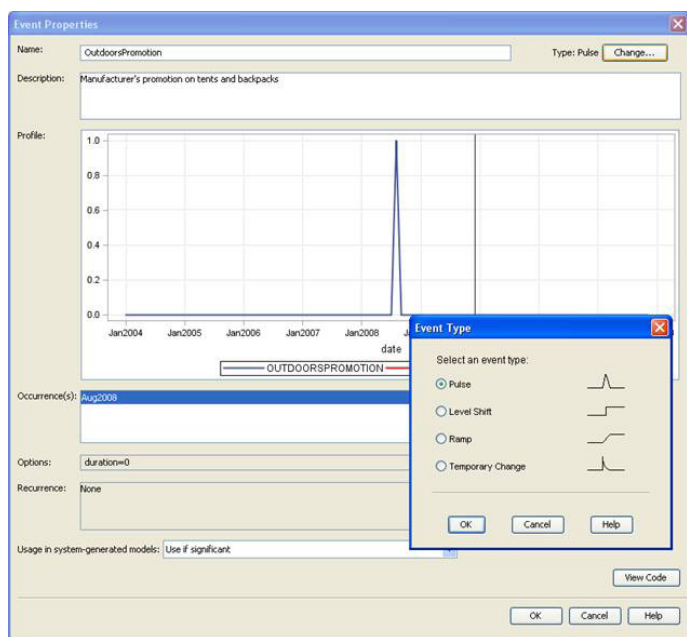 Event Properties
Name:
OutdoorsPromotion
Type: Pulse
Change...
Description:
Manufacturer's promotion on tents and backpacks
Profile:
1.0
0.8
0.6
0.4
0.2
0.0
Jan2004 Jan2005 Jan2006 Jan2007 Jan2008
date
OUTDOORSPROMOTION
Event Type
Select an event type:
Pulse
Level Shift
Ramp
Temporary Change
OK Cancel Help
Occurrence(s):
Aug2008
Options:
duration=0
Recurrence:
None
Usage in system-generated models: Use if significant
View Code
OK Cancel Help